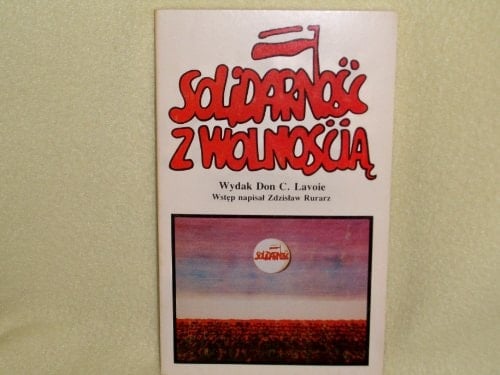 SOLIDARNOŚĆ
Z WOLNOŚCIĄ
Wydak Don C. Lavoie
Wstęp napisał Zdzisław Rurarz
SOLIDARNOŚĆ